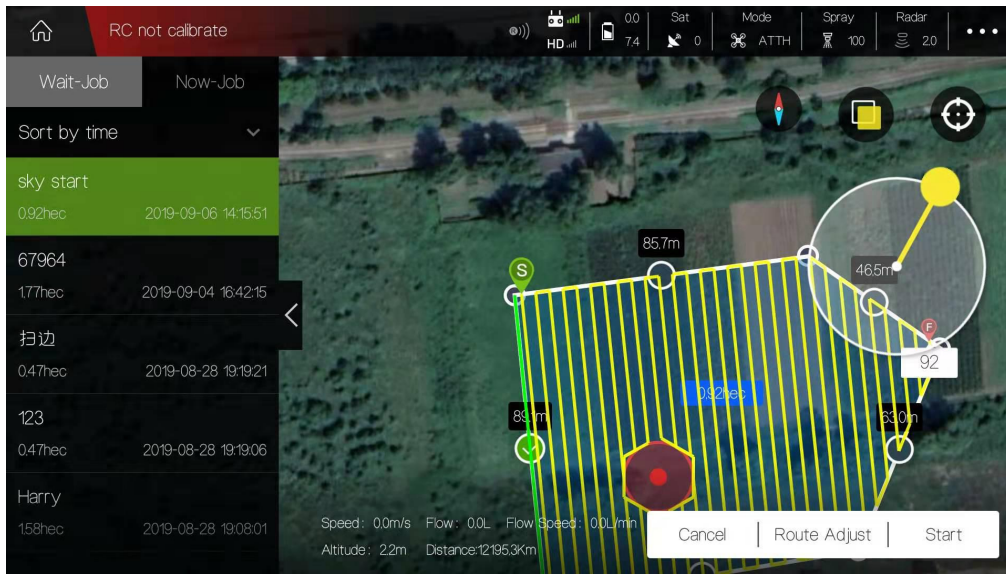 RC not calibrate
HD
0.0
7.4
Sat
0
Mode
ATTH
Spray
100
Radar
2.0
Wait-Job
Now-Job
Sort by time
sky start
0.92hec 2019-09-06 14:15:51
67964
1.77hec 2019-09-04 16:42:15
扫边
0.47hec 2019-08-28 19:19:21
123
0.47hec 2019-08-28 19:19:06
Harry
1.58hec 2019-08-28 19:08:01
85.7m
46.5m
S
F
92
0.92hec
89.1m
63.0m
Speed: 0.0m/s Flow: 0.0L Flow Speed: 0.0L/min
Altitude: 2.2m Distance:12195.3Km
Cancel
Route Adjust
Start